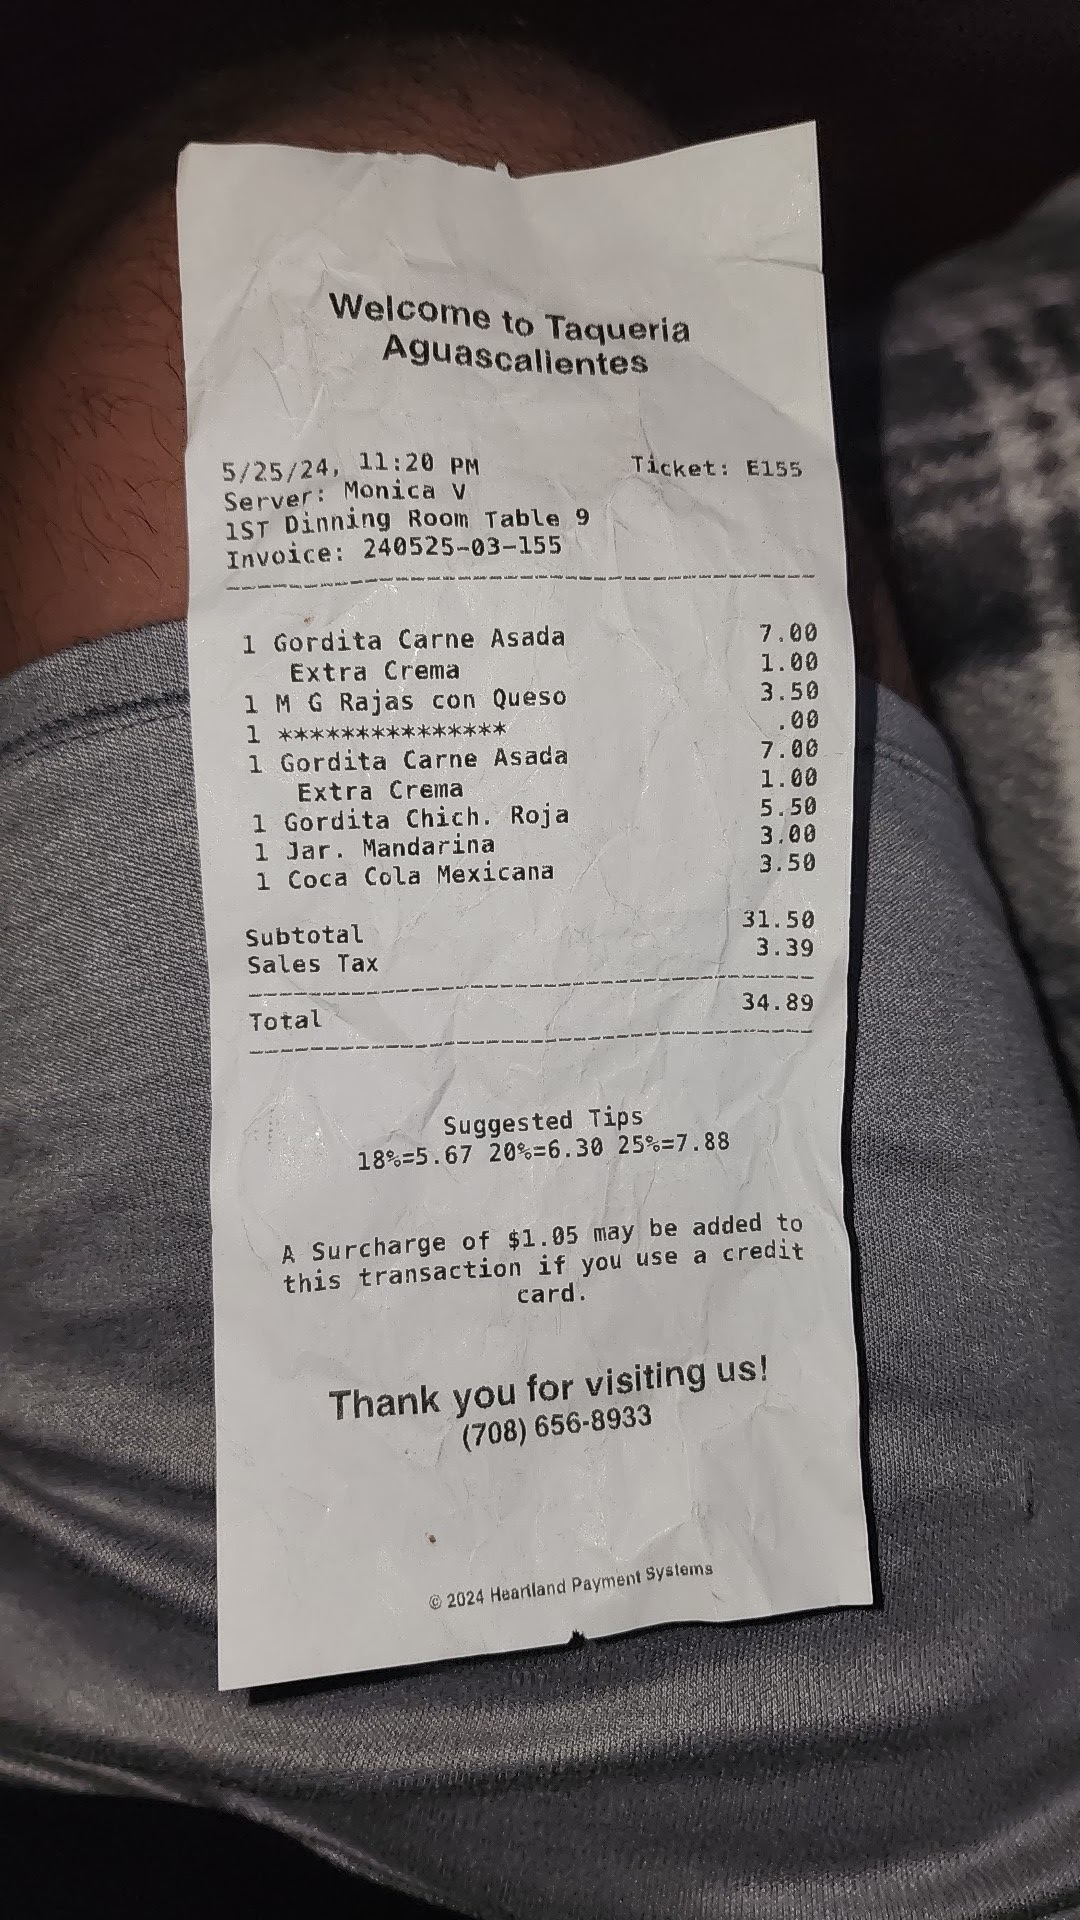 Welcome to Taqueria
Aguascalientes
5/25/24, 11:20 PM Ticket: E155
Server: Monica V
1ST Dinning Room Table 9
Invoice: 240525-03-155
1 Gordita Carne Asada 7.00
Extra Crema 1.00
1 M G Rajas con Queso 3.50
1 *************** .00
1 Gordita Carne Asada 7.00
Extra Crema 1.00
1 Gordita Chich. Roja 5.50
1 Jar. Mandarina 3.00
1 Coca Cola Mexicana 3.50
Subtotal 31.50
Sales Tax 3.39
Total 34.89
Suggested Tips
18%=5.67 20%=6.30 25%=7.88
A Surcharge of $1.05 may be added to
this transaction if you use a credit
card.
Thank you for visiting us!
(708) 656-8933
© 2024 Heartland Payment Systems